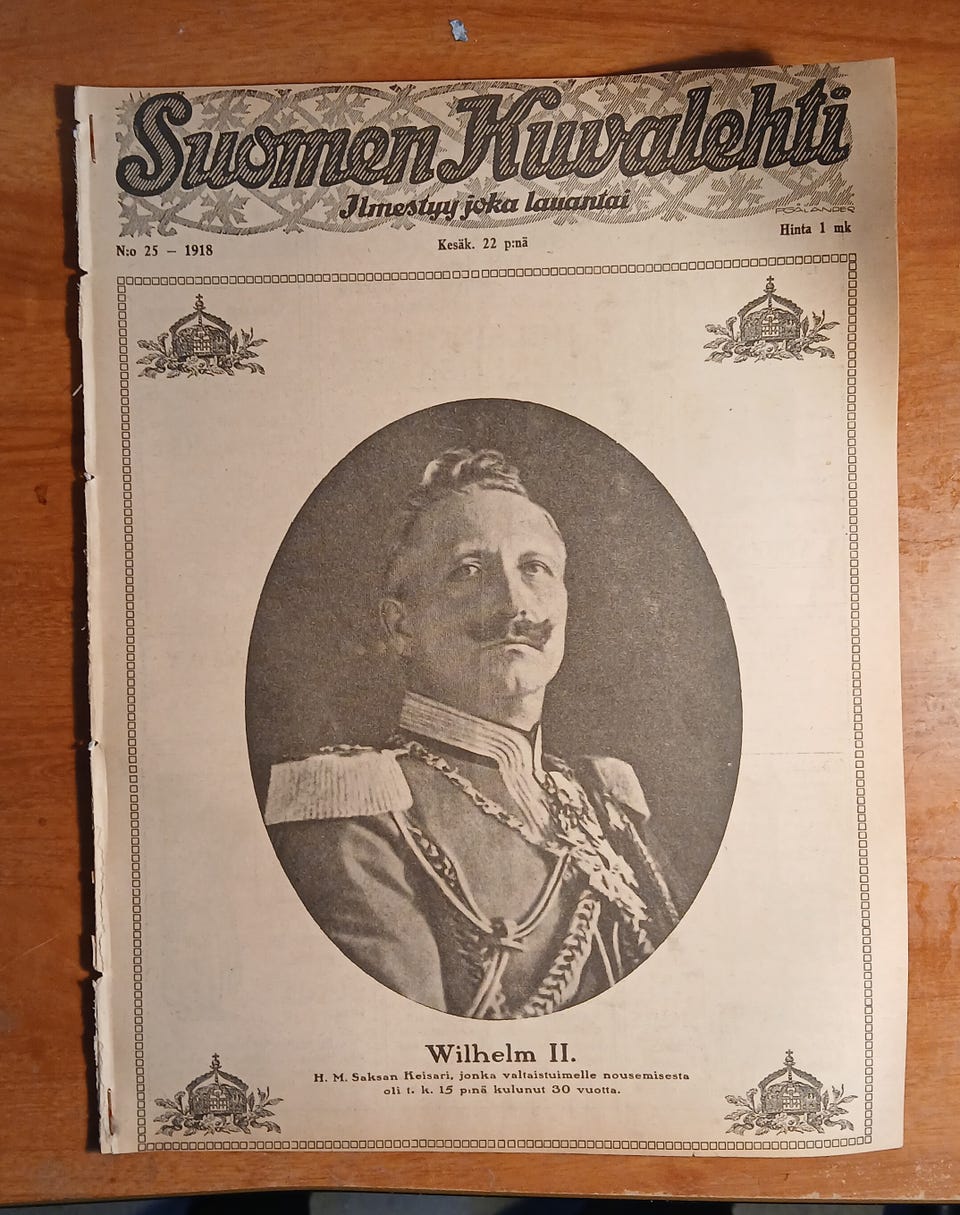 Suomen Kuvalehti
Ilmestyy joka lauantai
N:o 25 — 1918
Kesäk. 22 p:nä
Hinta 1 mk
Wilhelm II.
H. M. Saksan Keisari, jonka valtaistuimelle nousemisesta
oli t. k. 15 p:nä kulunut 30 vuotta.